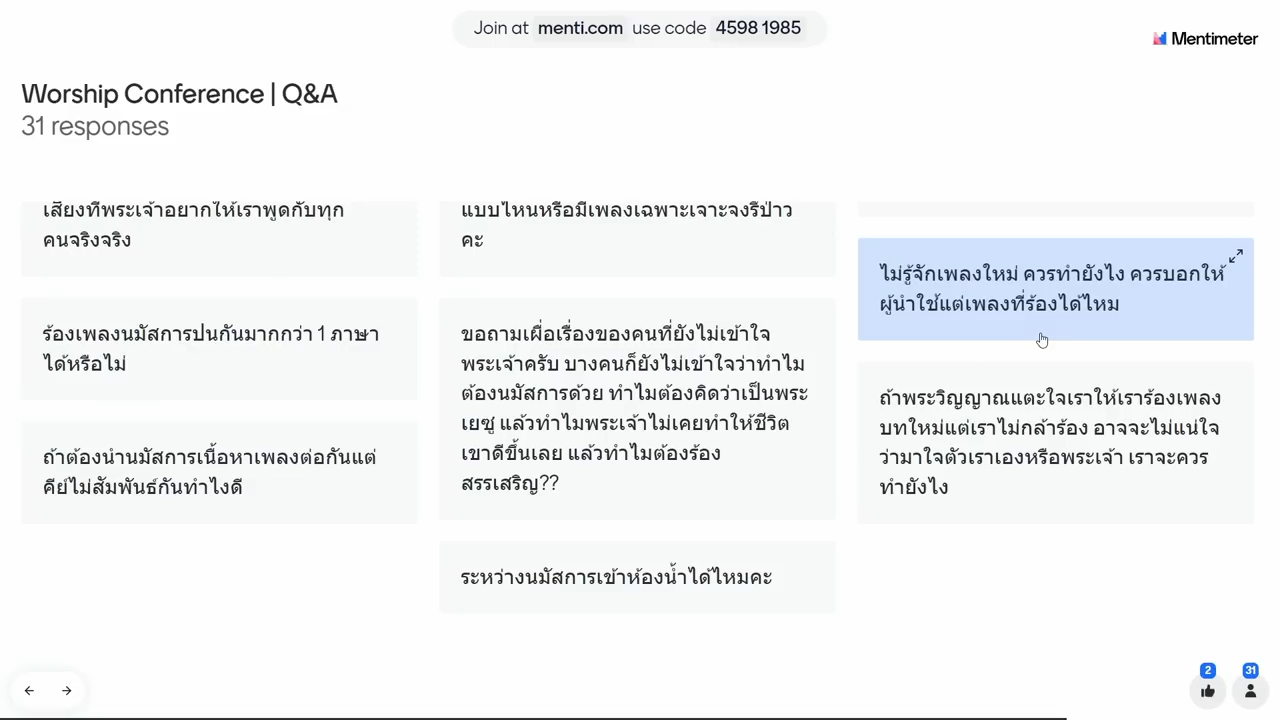 Join at menti.com use code 4598 1985
Mentimeter
Worship Conference | Q&A
31 responses
เสียงที่พระเจ้าอยากให้เราพูดกับทุก
คนจริงจริง
ร้องเพลงนมัสการปนกันมากกว่า 1 ภาษา
ได้หรือไม่
ถ้าต้องนำนมัสการเนื้อหาเพลงต่อกันแต่
คีย์ไม่สัมพันธ์กันทำไงดี
แบบไหนหรือมีเพลงเฉพาะเจาะจงรึป่าว
คะ
ขอถามเผื่อเรื่องของคนที่ยังไม่เข้าใจ
พระเจ้าครับ บางคนก็ยังไม่เข้าใจว่าทำไม
ต้องนมัสการด้วย ทำไมต้องคิดว่าเป็นพระ
เยซู แล้วทำไมพระเจ้าไม่เคยทำให้ชีวิต
เขาดีขึ้นเลย แล้วทำไมต้องร้อง
สรรเสริญ??
ระหว่างนมัสการเข้าห้องน้ำได้ไหมคะ
ไม่รู้จักเพลงใหม่ ควรทำยังไง ควรบอกให้
ผู้นำใช้แต่เพลงที่ร้องได้ไหม
ถ้าพระวิญญาณแตะใจเราให้เราร้องเพลง
บทใหม่แต่เราไม่กล้าร้อง อาจจะไม่แน่ใจ
ว่ามาใจตัวเราเองหรือพระเจ้า เราจะควร
ทำยังไง
2
31